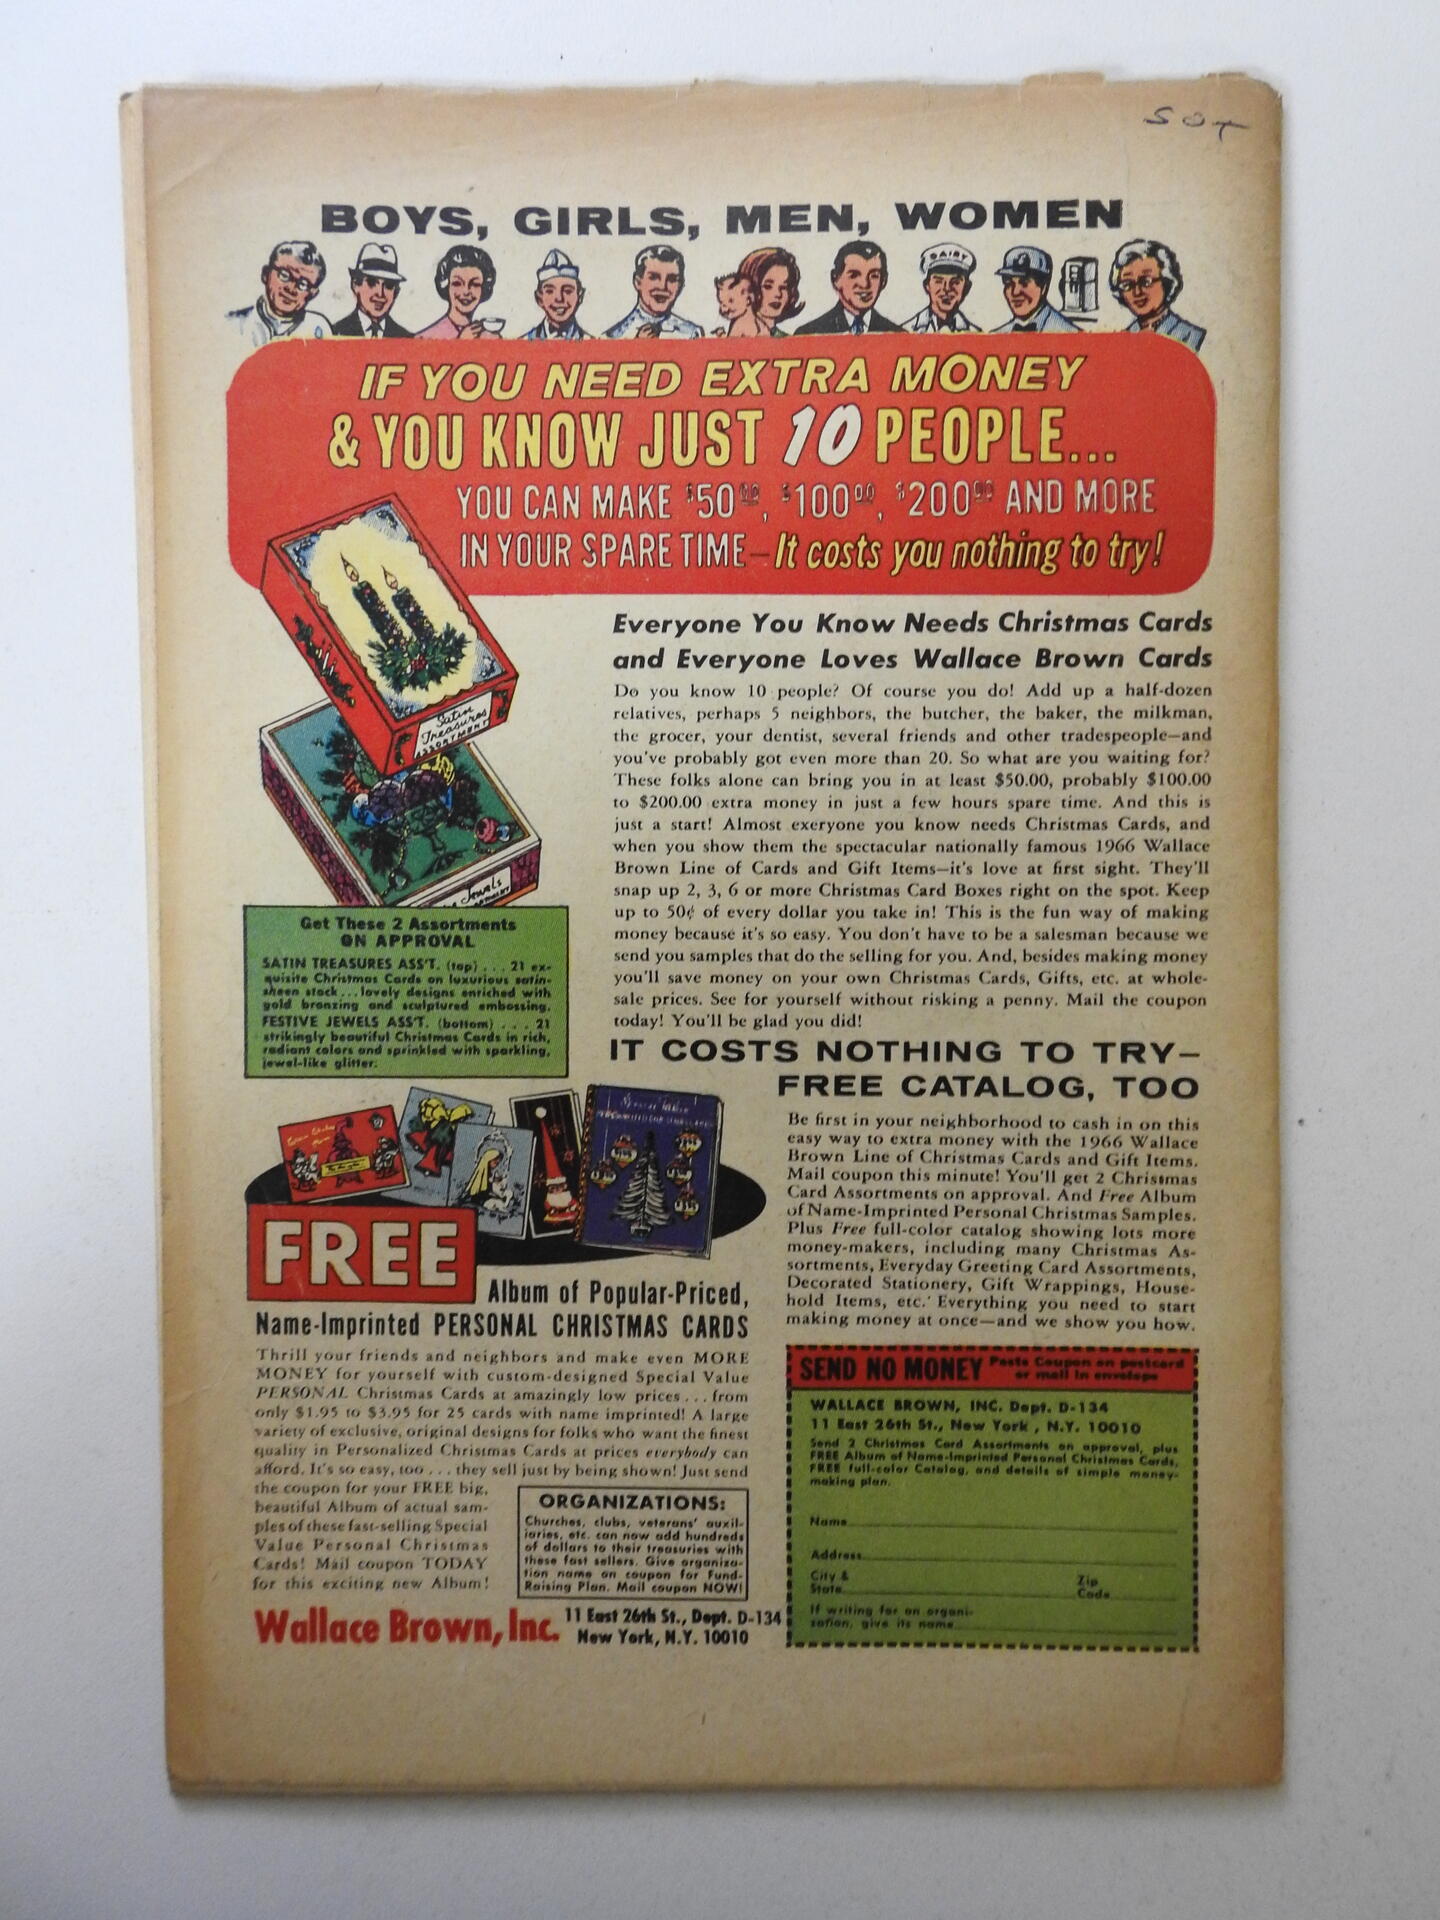 SOT
BOYS, GIRLS, MEN, WOMEN
DAIRY
IF YOU NEED EXTRA MONEY
& YOU KNOW JUST 10 PEOPLE...
YOU CAN MAKE $50.00, $100.00, $200.00 AND MORE
IN YOUR SPARE TIME—It costs you nothing to try!
Satin
Treasures
ASSORTMENT
Jewels
Get These 2 Assortments
ON APPROVAL
SATIN TREASURES ASS'T. (top) . . . 21 ex-
quisite Christmas Cards on luxurious satin-
sheen stock . . . lovely designs enriched with
gold bronzing and sculptured embossing.
FESTIVE JEWELS ASS'T. (bottom) . . . 21
strikingly beautiful Christmas Cards in rich,
radiant colors and sprinkled with sparkling,
jewel-like glitter.
Everyone You Know Needs Christmas Cards
and Everyone Loves Wallace Brown Cards
Do you know 10 people? Of course you do! Add up a half-dozen
relatives, perhaps 5 neighbors, the butcher, the baker, the milkman,
the grocer, your dentist, several friends and other tradespeople—and
you've probably got even more than 20. So what are you waiting for?
These folks alone can bring you in at least $50.00, probably $100.00
to $200.00 extra money in just a few hours spare time. And this is
just a start! Almost exeryone you know needs Christmas Cards, and
when you show them the spectacular nationally famous 1966 Wallace
Brown Line of Cards and Gift Items—it's love at first sight. They'll
snap up 2, 3, 6 or more Christmas Card Boxes right on the spot. Keep
up to 50¢ of every dollar you take in! This is the fun way of making
money because it's so easy. You don't have to be a salesman because we
send you samples that do the selling for you. And, besides making money
you'll save money on your own Christmas Cards, Gifts, etc. at whole-
sale prices. See for yourself without risking a penny. Mail the coupon
today! You'll be glad you did!
IT COSTS NOTHING TO TRY—
FREE CATALOG, TOO
Be first in your neighborhood to cash in on this
easy way to extra money with the 1966 Wallace
Brown Line of Christmas Cards and Gift Items.
Mail coupon this minute! You'll get 2 Christmas
Card Assortments on approval. And Free Album
of Name-Imprinted Personal Christmas Samples.
Plus Free full-color catalog showing lots more
money-makers, including many Christmas As-
sortments, Everyday Greeting Card Assortments,
Decorated Stationery, Gift Wrappings, House-
hold Items, etc. Everything you need to start
making money at once—and we show you how.
FREE
Album of Popular-Priced,
Name-Imprinted PERSONAL CHRISTMAS CARDS
Thrill your friends and neighbors and make even MORE
MONEY for yourself with custom-designed Special Value
PERSONAL Christmas Cards at amazingly low prices . . . from
only $1.95 to $3.95 for 25 cards with name imprinted! A large
variety of exclusive, original designs for folks who want the finest
quality in Personalized Christmas Cards at prices everybody can
afford. It's so easy, too . . . they sell just by being shown! Just send
the coupon for your FREE big,
beautiful Album of actual sam-
ples of these fast-selling Special
Value Personal Christmas
Cards! Mail coupon TODAY
for this exciting new Album!
ORGANIZATIONS:
Churches, clubs, veterans' auxil-
iaries, etc. can now add hundreds
of dollars to their treasuries with
these fast sellers. Give organiza-
tion name on coupon for Fund-
Raising Plan. Mail coupon NOW!
Wallace Brown, Inc. 11 East 26th St., Dept. D-134
New York, N.Y. 10010
SEND NO MONEY Paste Coupon on postcard
or mail in envelope
WALLACE BROWN, INC. Dept. D-134
11 East 26th St., New York , N.Y. 10010
Send 2 Christmas Card Assortments on approval, plus
FREE Album of Name-Imprinted Personal Christmas Cards,
FREE full-color Catalog, and details of simple money-
making plan.
Name
Address
City & Zip
State Code
If writing for an organi-
zation, give its name